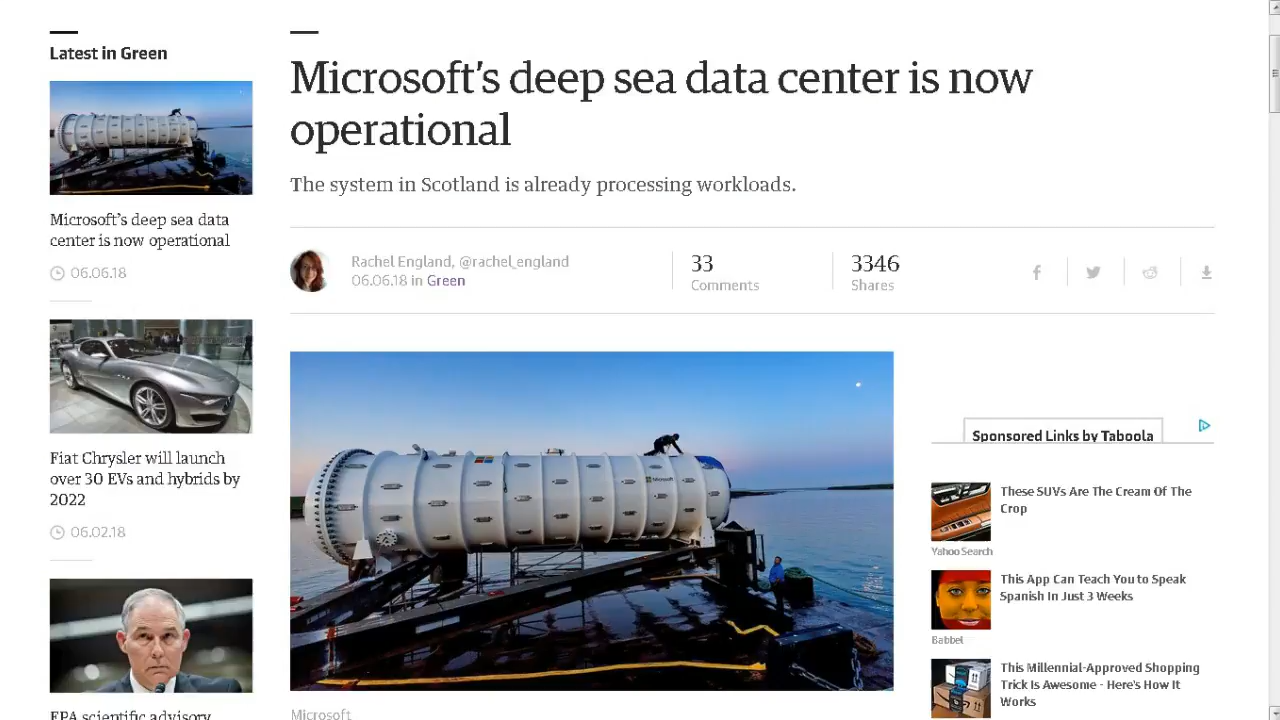 Latest in Green
Microsoft's deep sea data
center is now operational
06.06.18
Fiat Chrysler will launch
over 30 EVs and hybrids by
2022
06.02.18
EPA scientific advisory
Microsoft's deep sea data center is now
operational
The system in Scotland is already processing workloads.
Rachel England, @rachel_england
06.06.18 in Green
33
Comments
3346
Shares
Microsoft
Microsoft
Sponsored Links by Taboola
These SUVs Are The Cream Of The
Crop
Yahoo Search
This App Can Teach You to Speak
Spanish In Just 3 Weeks
Babbel
This Millennial-Approved Shopping
Trick Is Awesome - Here's How It
Works